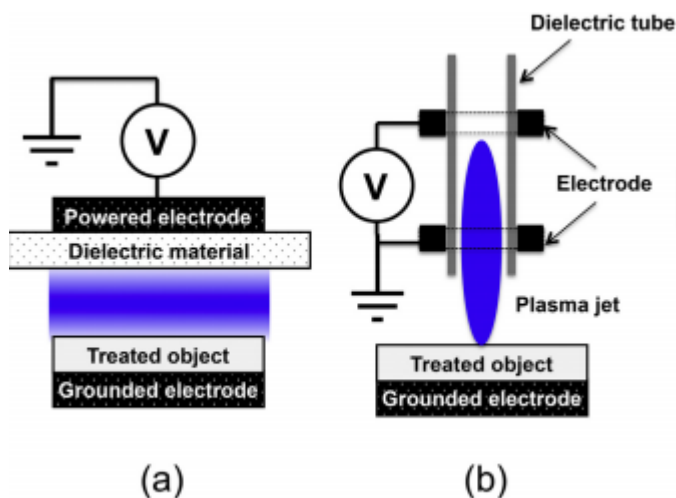 Dielectric tube
V
Powered electrode
Dielectric material
Treated object
Grounded electrode
V
Electrode
Plasma jet
Treated object
Grounded electrode
(a)
(b)